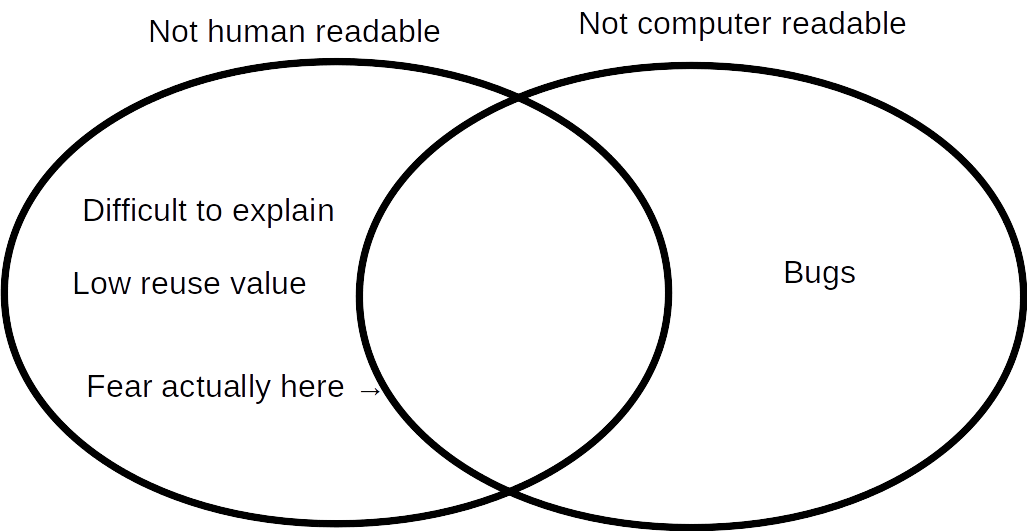 Not human readable
Not computer readable
Difficult to explain
Low reuse value
Bugs
Fear actually here →